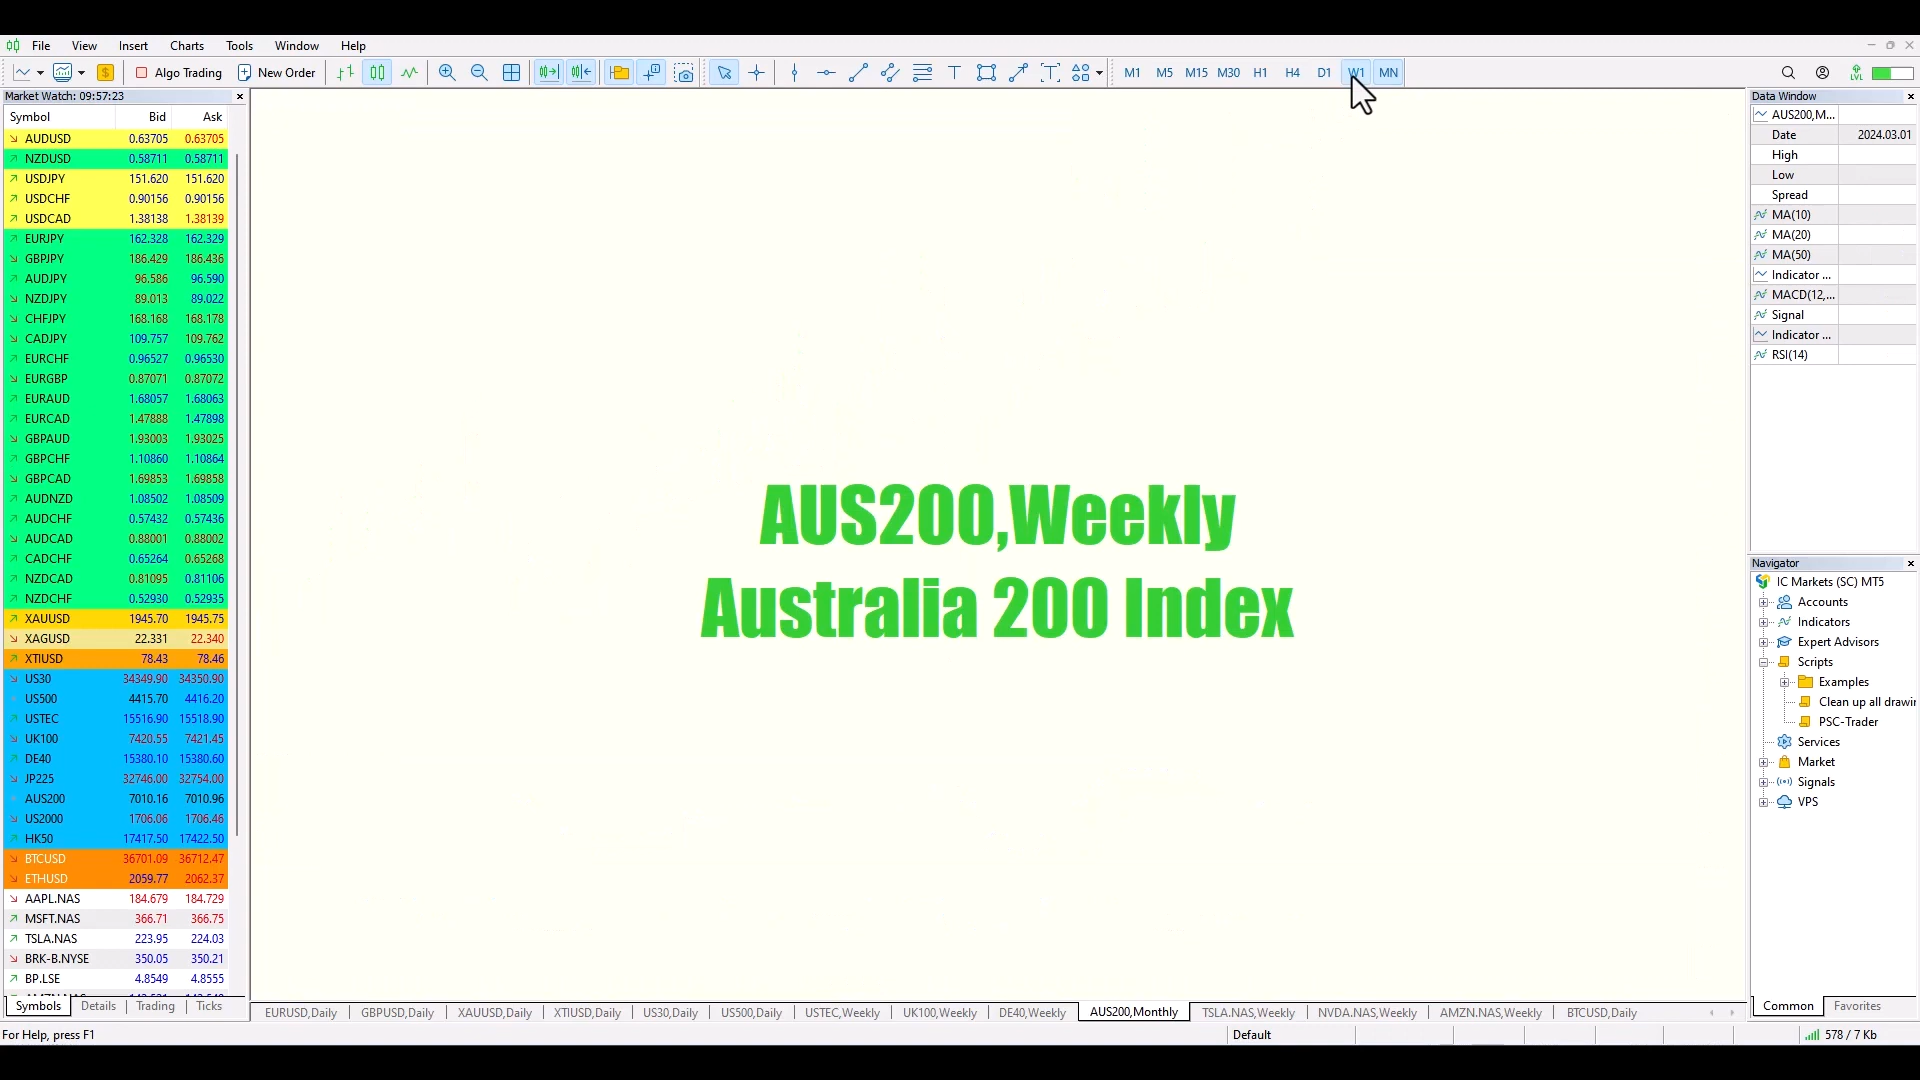 File View Insert Charts Tools Window Help
Algo Trading New Order M1 M5 M15 M30 H1 H4 D1 W1 MN LVL
Market Watch: 09:57:23
Symbol Bid Ask
AUDUSD 0.63705 0.63705
NZDUSD 0.58711 0.58711
USDJPY 151.620 151.620
USDCHF 0.90156 0.90156
USDCAD 1.38138 1.38139
EURJPY 162.328 162.329
GBPJPY 186.429 186.436
AUDJPY 96.586 96.590
NZDJPY 89.013 89.022
CHFJPY 168.168 168.178
CADJPY 109.757 109.762
EURCHF 0.96527 0.96530
EURGBP 0.87071 0.87072
EURAUD 1.68057 1.68063
EURCAD 1.47888 1.47898
GBPAUD 1.93003 1.93025
GBPCHF 1.10860 1.10864
GBPCAD 1.69853 1.69858
AUDNZD 1.08502 1.08509
AUDCHF 0.57432 0.57436
AUDCAD 0.88001 0.88002
CADCHF 0.65264 0.65268
NZDCAD 0.81095 0.81106
NZDCHF 0.52930 0.52935
XAUUSD 1945.70 1945.75
XAGUSD 22.331 22.340
XTIUSD 78.43 78.46
US30 34349.90 34350.90
US500 4415.70 4416.20
USTEC 15516.90 15518.90
UK100 7420.55 7421.45
DE40 15380.10 15380.60
JP225 32746.00 32754.00
AUS200 7010.16 7010.96
US2000 1706.06 1706.46
HK50 17417.50 17422.50
BTCUSD 36701.09 36712.47
ETHUSD 2059.77 2062.37
AAPL.NAS 184.679 184.729
MSFT.NAS 366.71 366.75
TSLA.NAS 223.95 224.03
BRK-B.NYSE 350.05 350.21
BP.LSE 4.8549 4.8555
Symbols Details Trading Ticks
AUS200,Weekly
Australia 200 Index
EURUSD,Daily GBPUSD,Daily XAUUSD,Daily XTIUSD,Daily US30,Daily US500,Daily USTEC,Weekly UK100,Weekly DE40,Weekly AUS200,Monthly TSLA.NAS,Weekly NVDA.NAS,Weekly AMZN.NAS,Weekly BTCUSD,Daily
Data Window
AUS200,M...
Date 2024.03.01
High
Low
Spread
MA(10)
MA(20)
MA(50)
Indicator ...
MACD(12,...
Signal
Indicator ...
RSI(14)
Navigator
IC Markets (SC) MT5
Accounts
Indicators
Expert Advisors
Scripts
Examples
Clean up all drawin
PSC-Trader
Services
Market
Signals
VPS
Common Favorites
For Help, press F1 Default 578 / 7 Kb